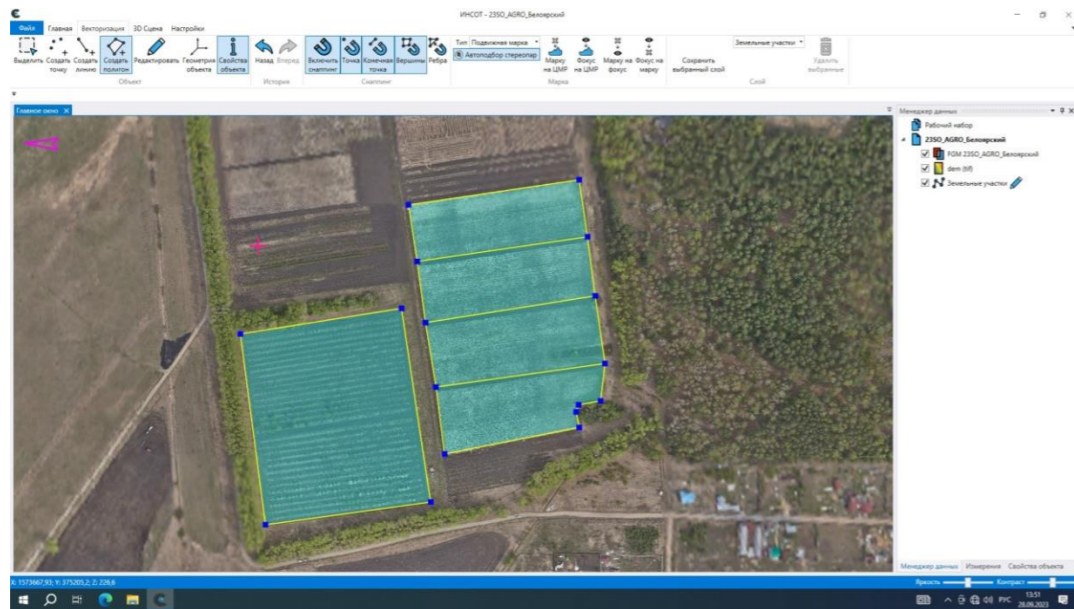 ИНСОТ - 23SO_AGRO_Белоярский
Файл Главная Векторизация 3D Сцена Настройки
Выделить Создать точку Создать линию Создать полигон Редактировать Геометрия объекта Свойства объекта Назад Вперед Включить снаппинг Точка Конечная точка Вершины Ребра
Тип Подвижная марка
Автоподбор стереопар
Марку на ЦМР Фокус на ЦМР Марку на фокус Фокус на марку
Сохранить выбранный слой
Земельные участки
Удалить выбранные
Объект История Снаппинг Марка Слой
Главное окно
Менеджер данных
Рабочий набор
23SO_AGRO_Белоярский
FGM 23SO_AGRO_Белоярский
dem (tif)
Земельные участки
Менеджер данных Измерения Свойства объекта
X: 1573667,93; Y: 375205,2; Z: 226,6
Яркость Контраст
РУС
13:51
28.09.2023